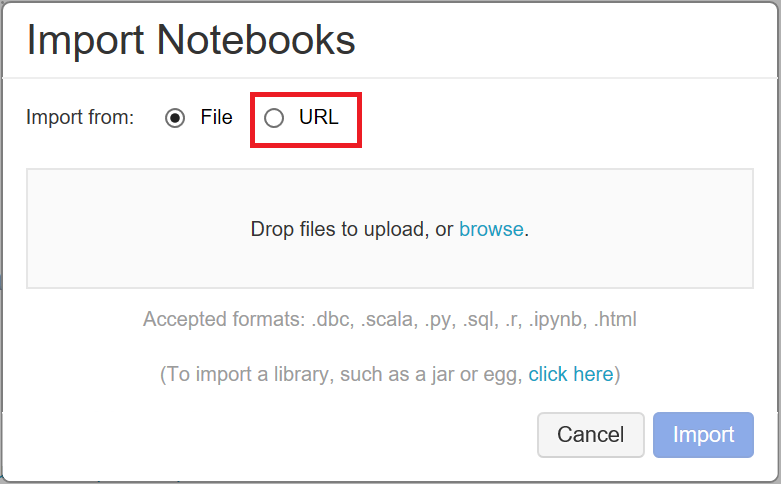 Import Notebooks
Import from: File URL
Drop files to upload, or browse.
Accepted formats: .dbc, .scala, .py, .sql, .r, .ipynb, .html
(To import a library, such as a jar or egg, click here)
Cancel Import